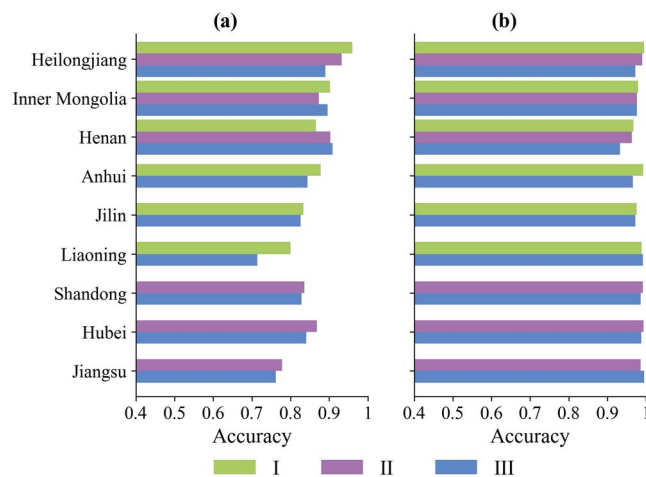 (a) (b)
Heilongjiang
Inner Mongolia
Henan
Anhui
Jilin
Liaoning
Shandong
Hubei
Jiangsu
0.4 0.5 0.6 0.7 0.8 0.9 1 0.4 0.5 0.6 0.7 0.8 0.9 1
Accuracy Accuracy
I II III